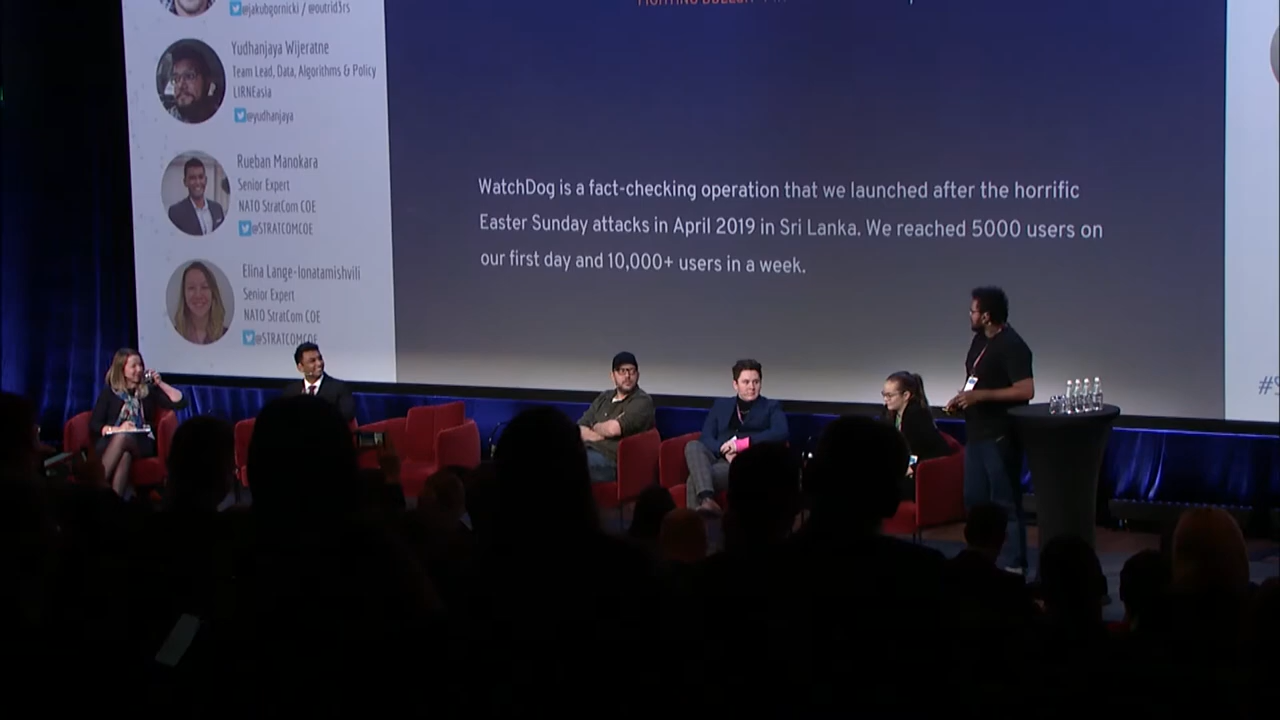 @jakubgornicki / @outrid3rs
Yudhanjaya Wijeratne
Team Lead, Data, Algorithms & Policy
LIRNEasia
@yudhanjaya
Rueban Manokara
Senior Expert
NATO StratCom COE
@STRATCOMCOE
Elina Lange-Ionatamishvili
Senior Expert
NATO StratCom COE
@STRATCOMCOE
WatchDog is a fact-checking operation that we launched after the horrific
Easter Sunday attacks in April 2019 in Sri Lanka. We reached 5000 users on
our first day and 10,000+ users in a week.